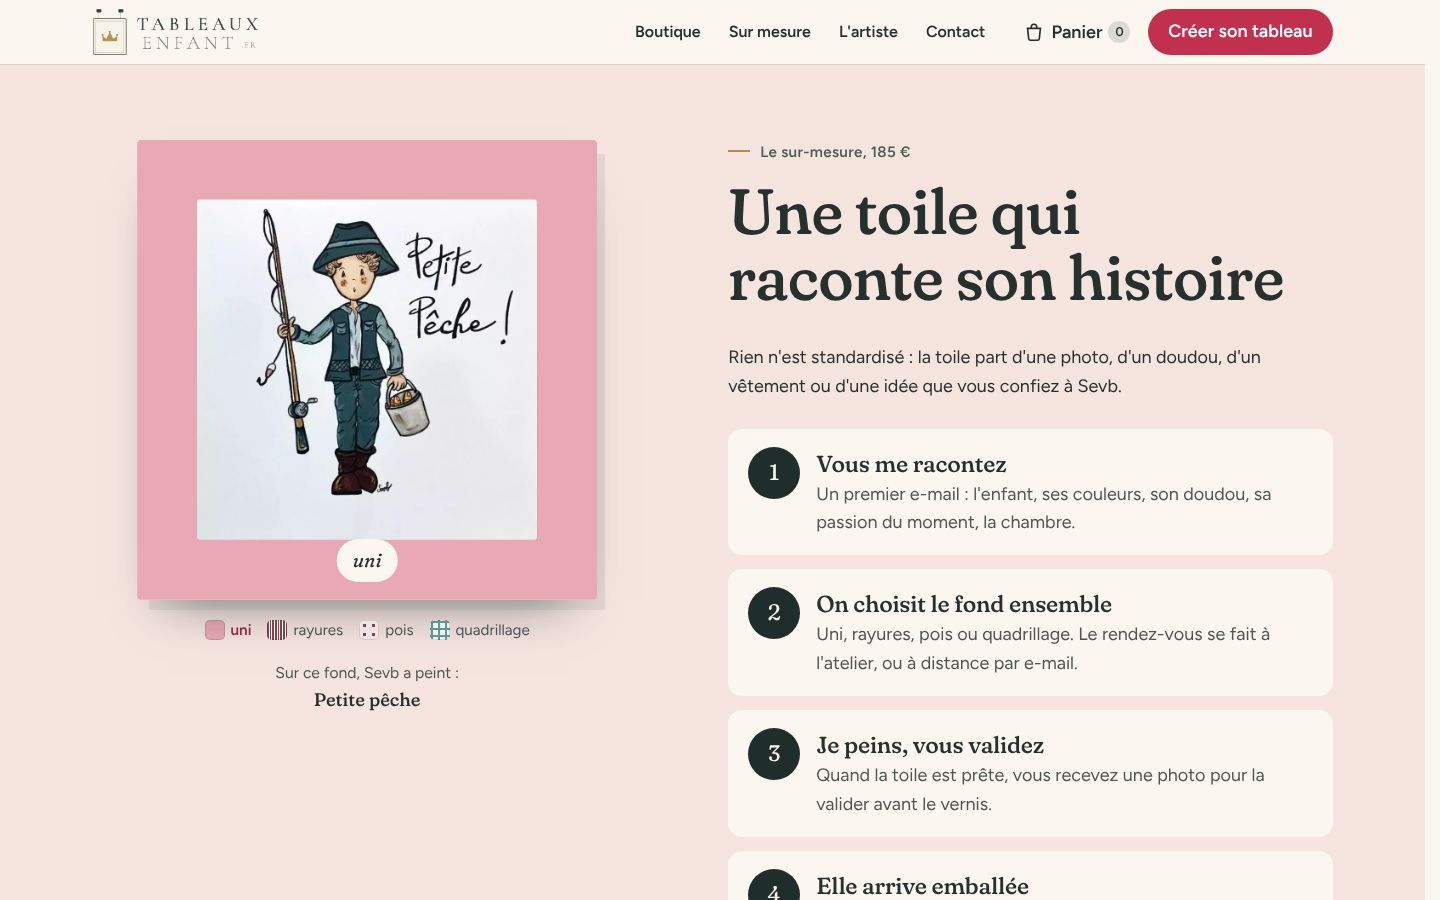 TABLEAUX
ENFANT .FR
Boutique
Sur mesure
L'artiste
Contact
Panier 0
Créer son tableau
Petite
Pêche !
Sevb
uni
uni
rayures
pois
quadrillage
Sur ce fond, Sevb a peint :
Petite pêche
Le sur-mesure, 185 €
Une toile qui
raconte son histoire
Rien n'est standardisé : la toile part d'une photo, d'un doudou, d'un
vêtement ou d'une idée que vous confiez à Sevb.
1
Vous me racontez
Un premier e-mail : l'enfant, ses couleurs, son doudou, sa
passion du moment, la chambre.
2
On choisit le fond ensemble
Uni, rayures, pois ou quadrillage. Le rendez-vous se fait à
l'atelier, ou à distance par e-mail.
3
Je peins, vous validez
Quand la toile est prête, vous recevez une photo pour la
valider avant le vernis.
4
Elle arrive emballée